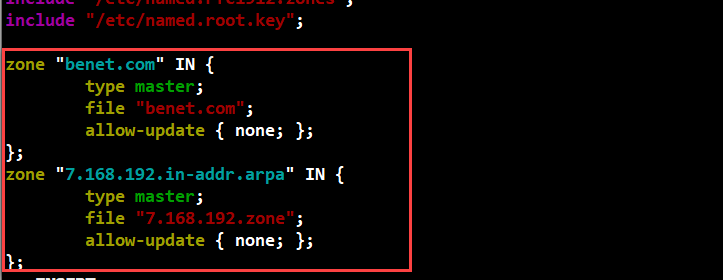 include "/etc/named.rfc1912.zones";
include "/etc/named.root.key";
zone "benet.com" IN {
        type master;
        file "benet.com";
        allow-update { none; };
};
zone "7.168.192.in-addr.arpa" IN {
        type master;
        file "7.168.192.zone";
        allow-update { none; };
};
-- INSERT --